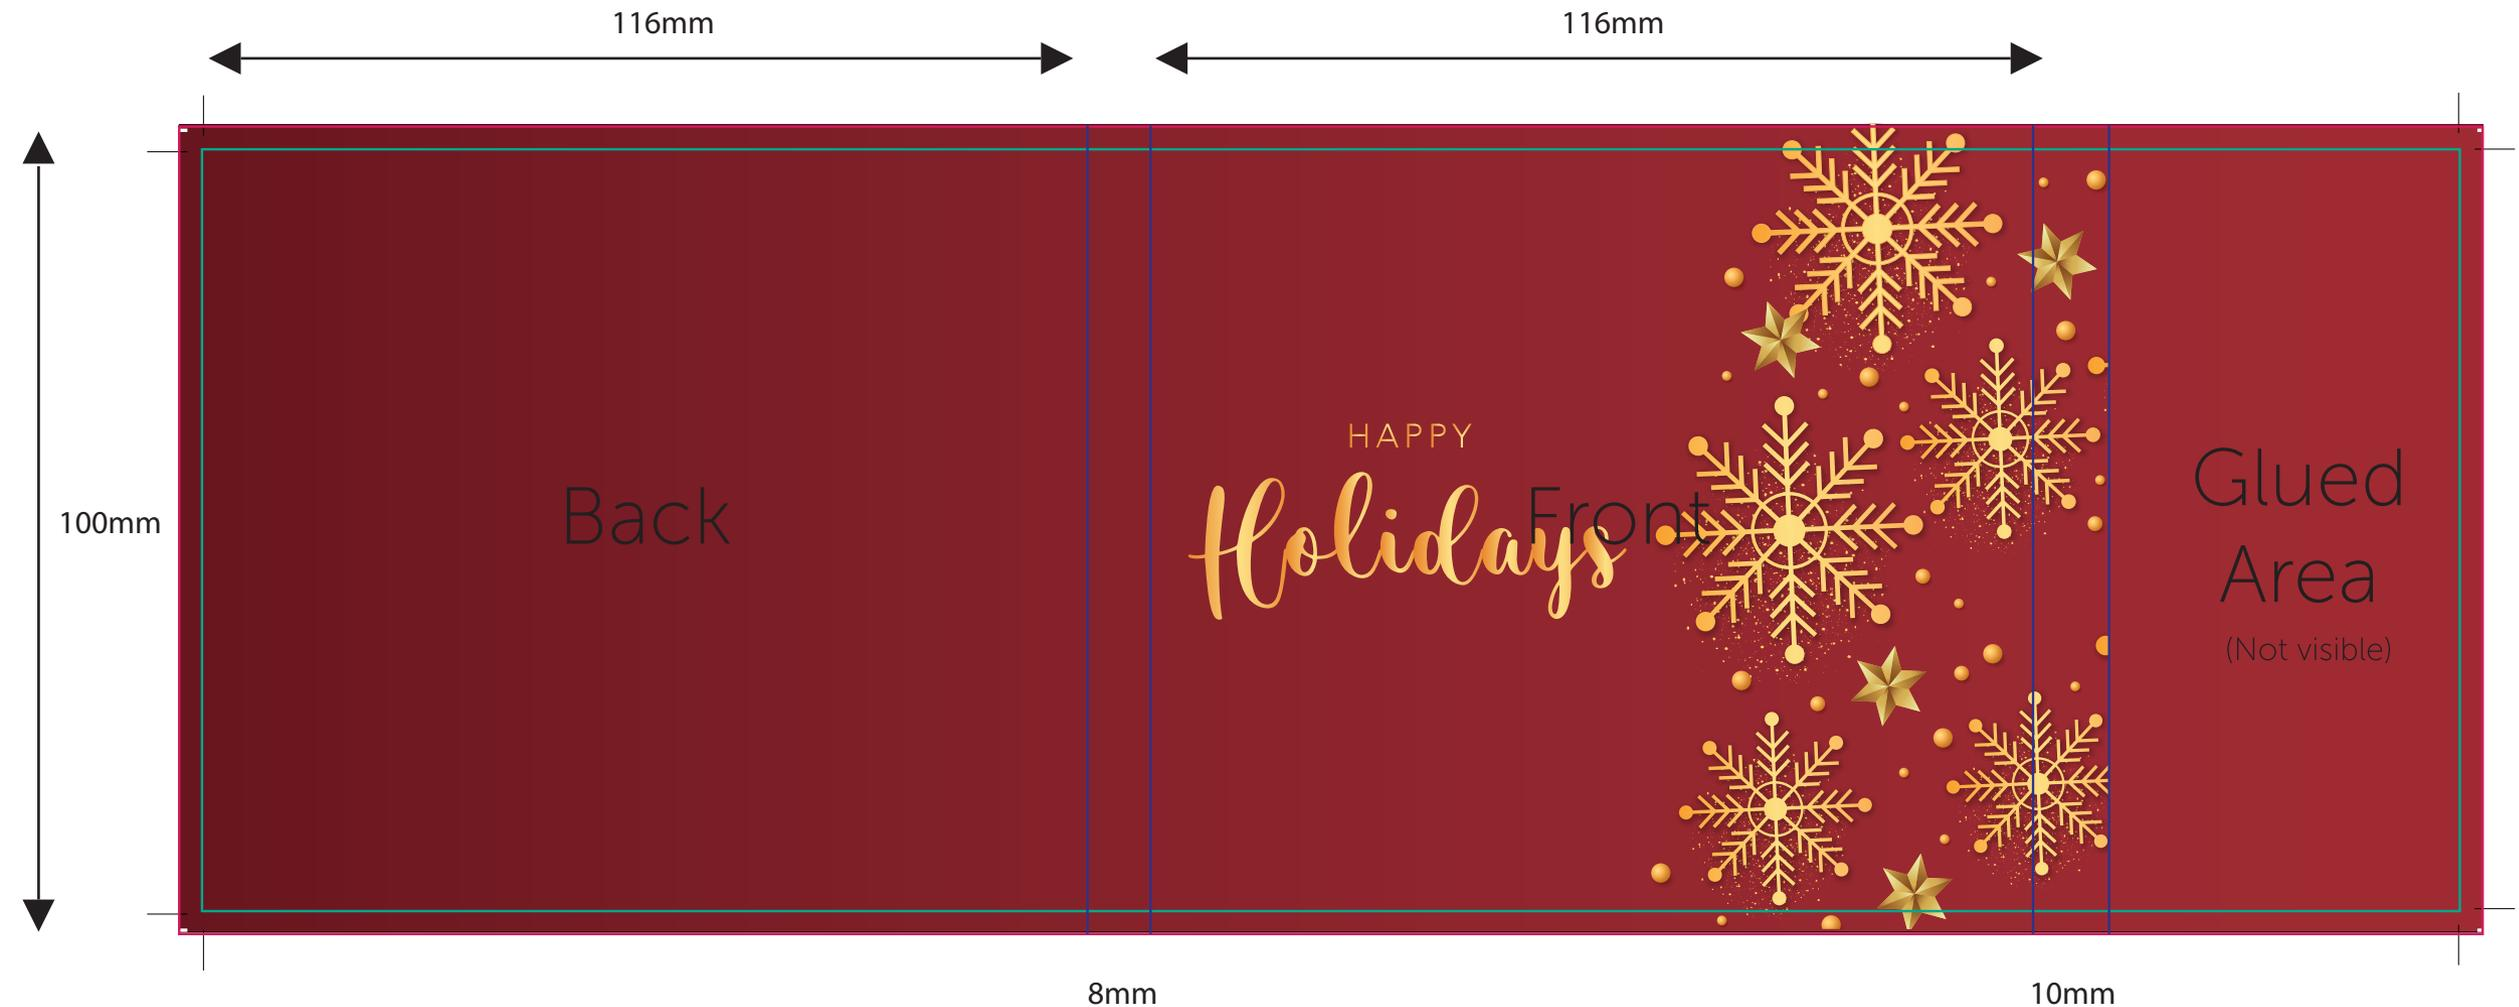 116mm
116mm
100mm
Back
HAPPY
Holidays
Front
Glued
Area
(Not visible)
8mm
10mm